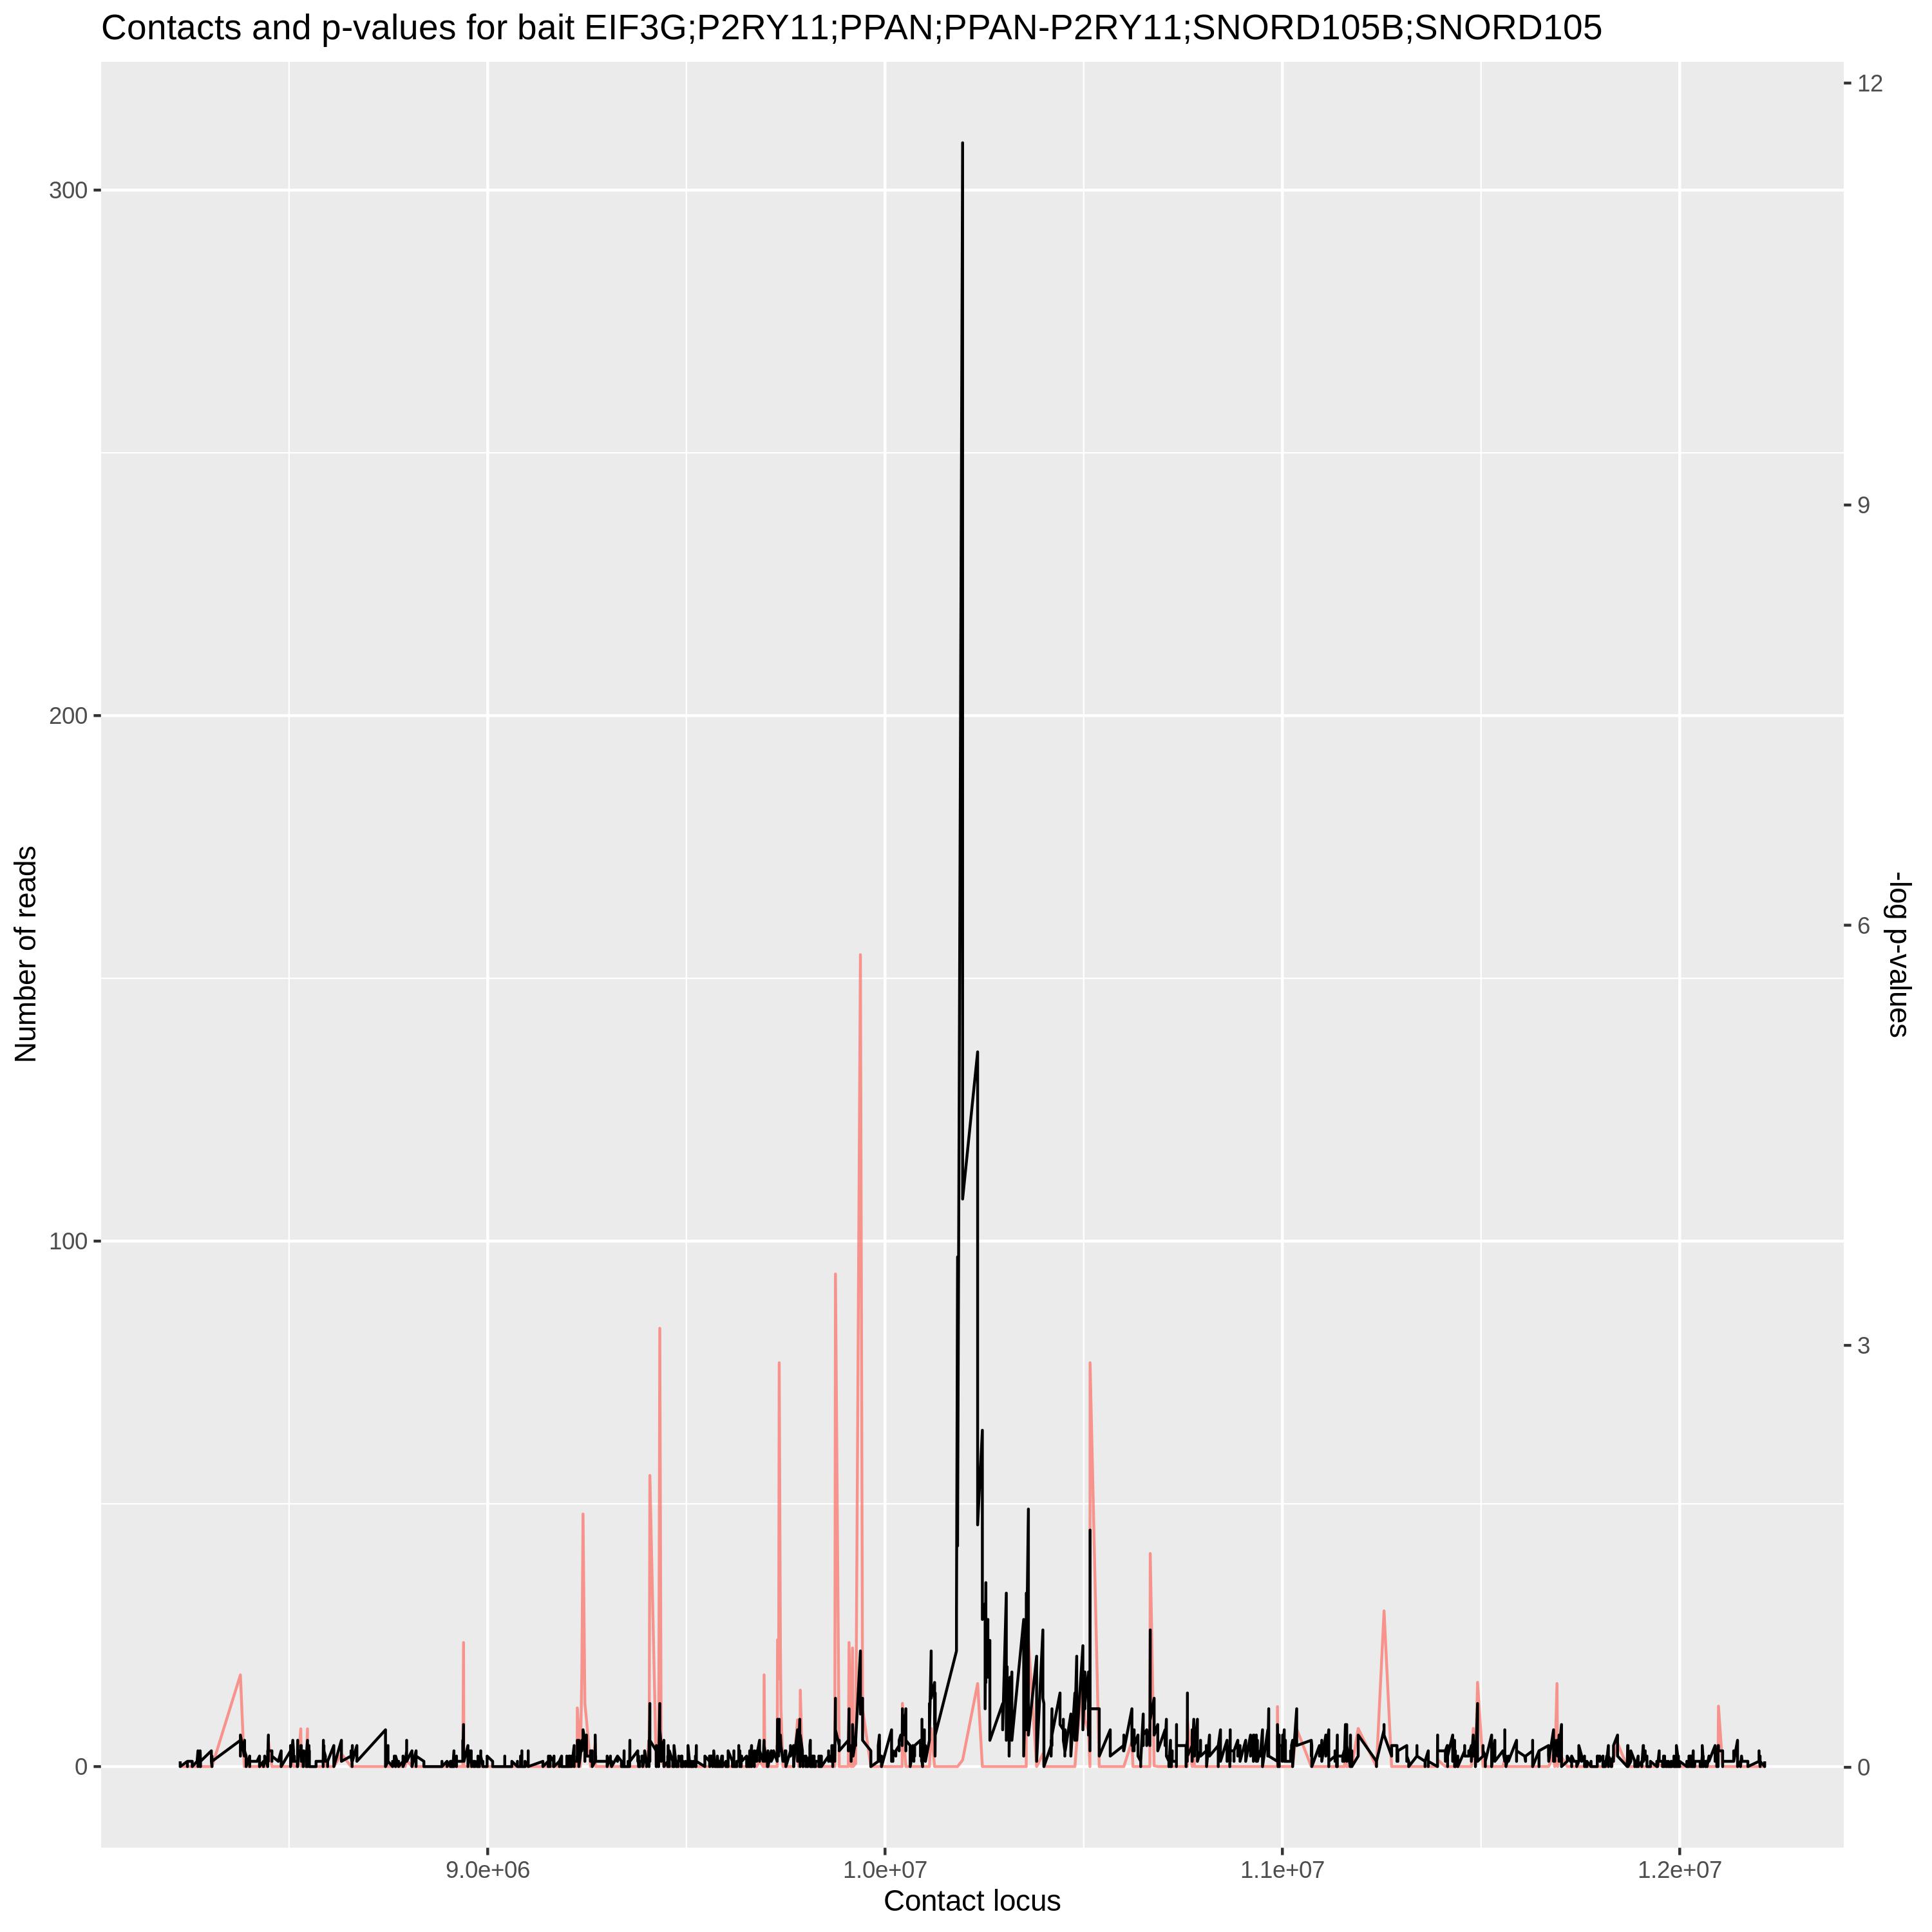 Contacts and p-values for bait EIF3G;P2RY11;PPAN;PPAN-P2RY11;SNORD105B;SNORD105
12
300
9
200
Number of reads
-log p-values
6
100
3
0
0
9.0e+06
1.0e+07
1.1e+07
1.2e+07
Contact locus